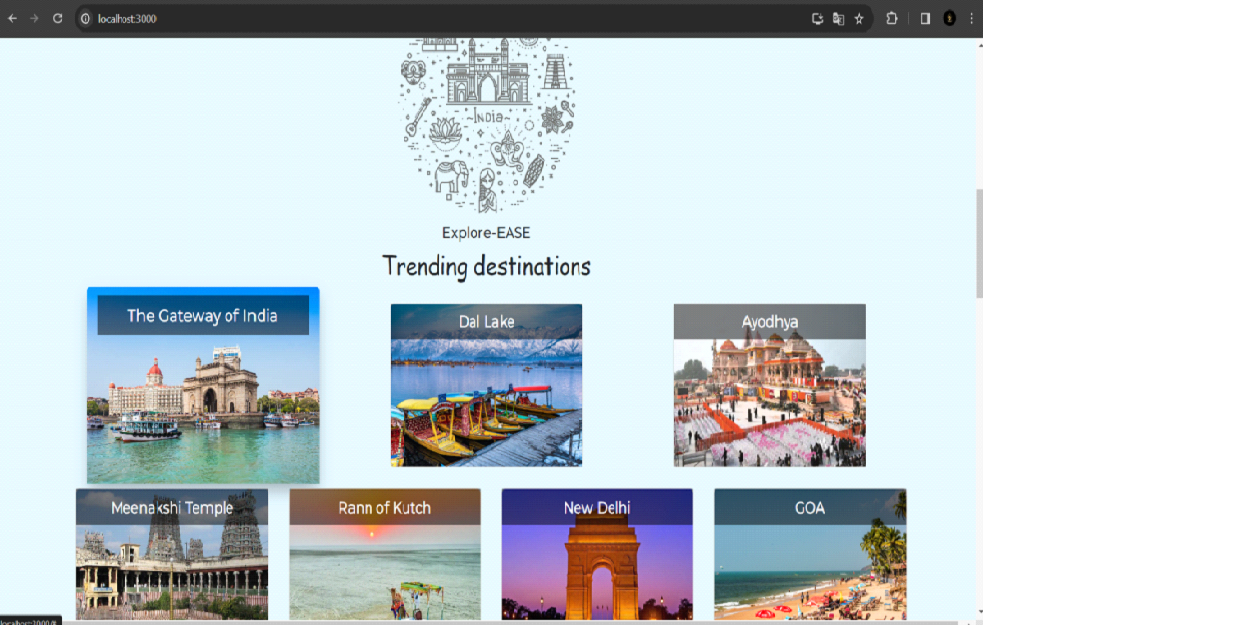 localhost:3000
~India~
Explore-EASE
Trending destinations
The Gateway of India
Dal Lake
Ayodhya
Meenakshi Temple
Rann of Kutch
New Delhi
GOA
localhost:3000/#